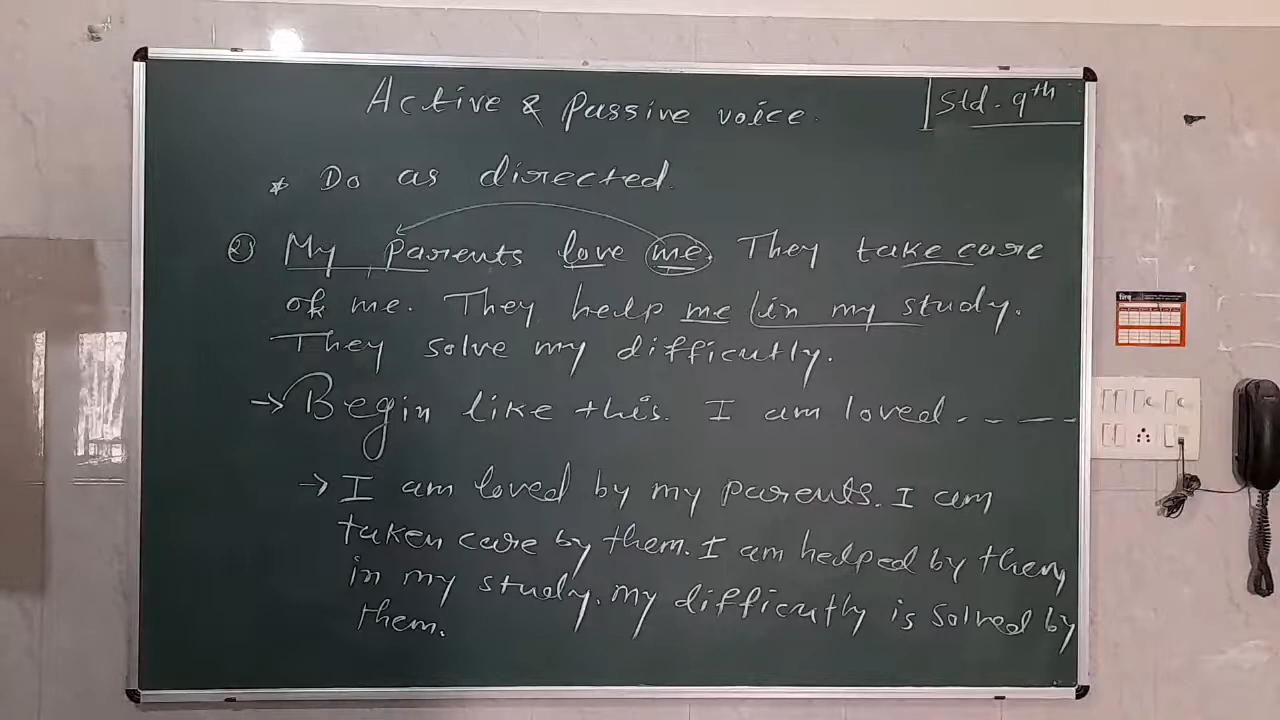 Active & Passive voice.
Std. 9th
* Do as directed.
2) My parents love me. They take care
of me. They help me in my study.
They solve my difficutly.
→ Begin like this. I am loved . - - -
→ I am loved by my parents. I am
taken care by them. I am helped by them
in my study. my difficutly is solved by
them.